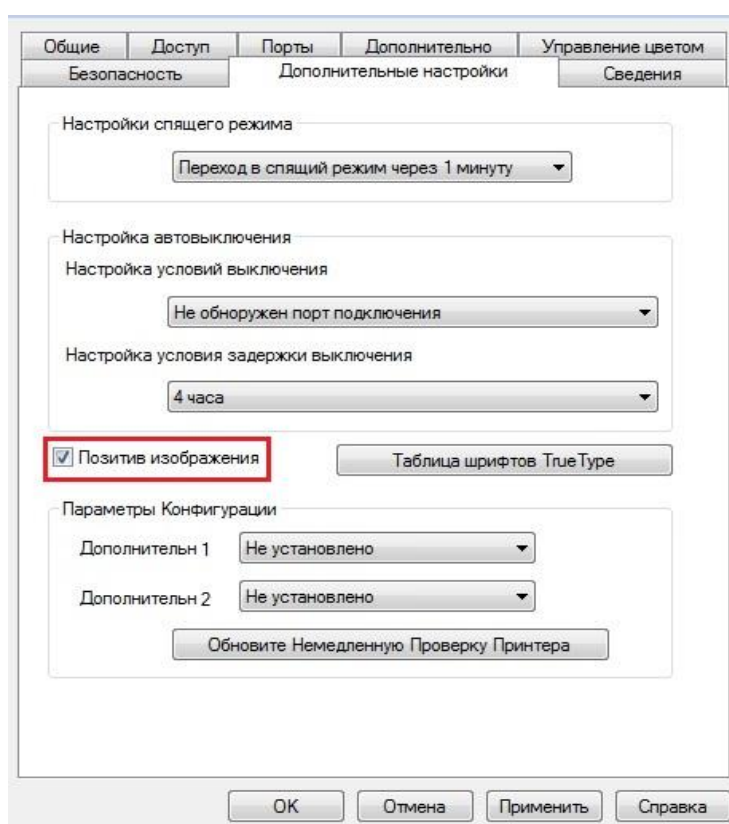 Общие Доступ Порты Дополнительно Управление цветом
Безопасность Дополнительные настройки Сведения
Настройки спящего режима
Переход в спящий режим через 1 минуту
Настройка автовыключения
Настройка условий выключения
Не обноружен порт подключения
Настройка условия задержки выключения
4 часа
Позитив изображения Таблица шрифтов TrueType
Параметры Конфигурации
Дополнительн 1 Не установлено
Дополнительн 2 Не установлено
Обновите Немедленную Проверку Принтера
OK Отмена Применить Справка